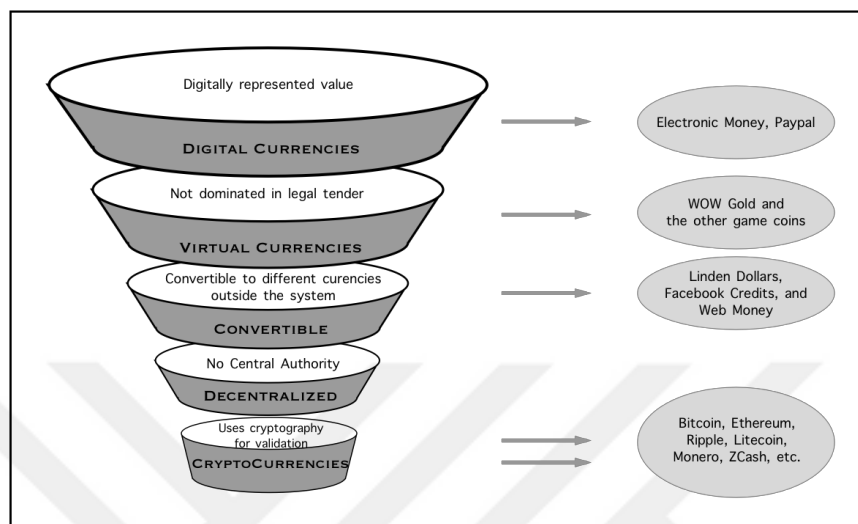 Digitally represented value
DIGITAL CURRENCIES
Electronic Money, Paypal
Not dominated in legal tender
VIRTUAL CURRENCIES
WOW Gold and
the other game coins
Convertible to different curencies
outside the system
CONVERTIBLE
Linden Dollars,
Facebook Credits, and
Web Money
No Central Authority
DECENTRALIZED
Uses cryptography
for validation
CRYPTOCURRENCIES
Bitcoin, Ethereum,
Ripple, Litecoin,
Monero, ZCash, etc.